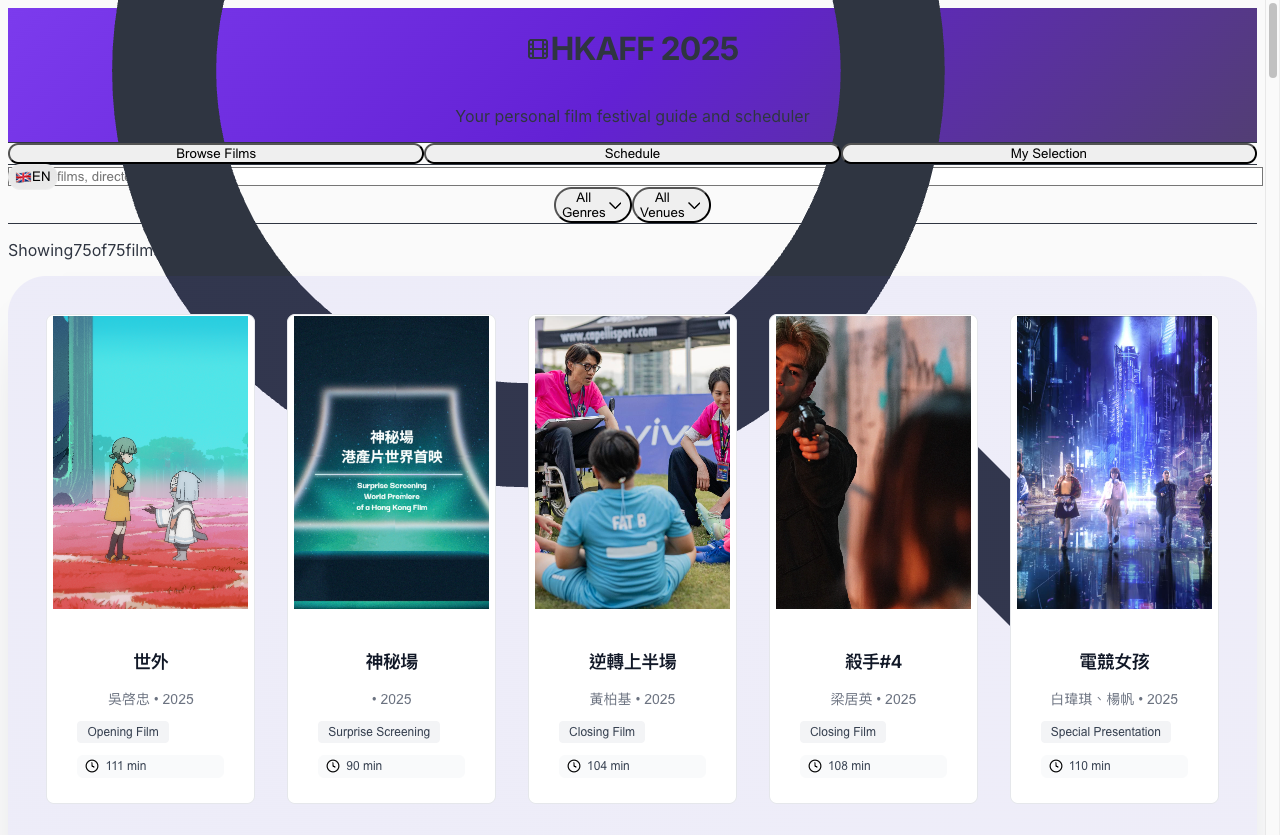 HKAFF 2025
Your personal film festival guide and scheduler
Browse Films
Schedule
My Selection
🇬🇧EN
films, direct
All Genres
All Venues
Showing75of75film
www.capellisport.com
vivo
FAT B
神秘場
港產片世界首映
Surprise Screening
World Premiere
of a Hong Kong Film
世外
吳啓忠 • 2025
Opening Film
111 min
神秘場
• 2025
Surprise Screening
90 min
逆轉上半場
黃柏基 • 2025
Closing Film
104 min
殺手#4
梁居英 • 2025
Closing Film
108 min
電競女孩
白瑋琪、楊帆 • 2025
Special Presentation
110 min